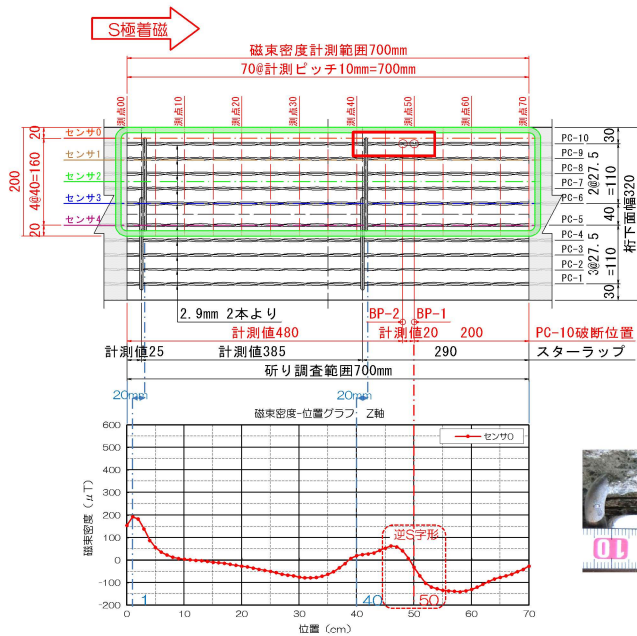 S極着磁
磁束密度計測範囲700mm
70@計測ピッチ10mm=700mm
測点00
測点10
測点20
測点30
測点40
測点50
測点60
測点70
センサ0
センサ1
センサ2
センサ3
センサ4
20
4@40=160
20
200
PC-10
PC-9
PC-8
PC-7
PC-6
PC-5
PC-4
PC-3
PC-2
PC-1
30
2@27.5
=110
40
3@27.5
=110
30
桁下面幅320
2.9mm 2本より
BP-2
BP-1
計測値480
計測値20
200
PC-10破断位置
計測値25
計測値385
290
スターラップ
斫り調査範囲700mm
20mm
20mm
磁束密度-位置グラフ Z軸
センサ0
逆S字形
磁束密度(μT)
600
500
400
300
200
100
0
-100
-200
1
40
50
0
10
20
30
40
50
60
70
位置(cm)
10